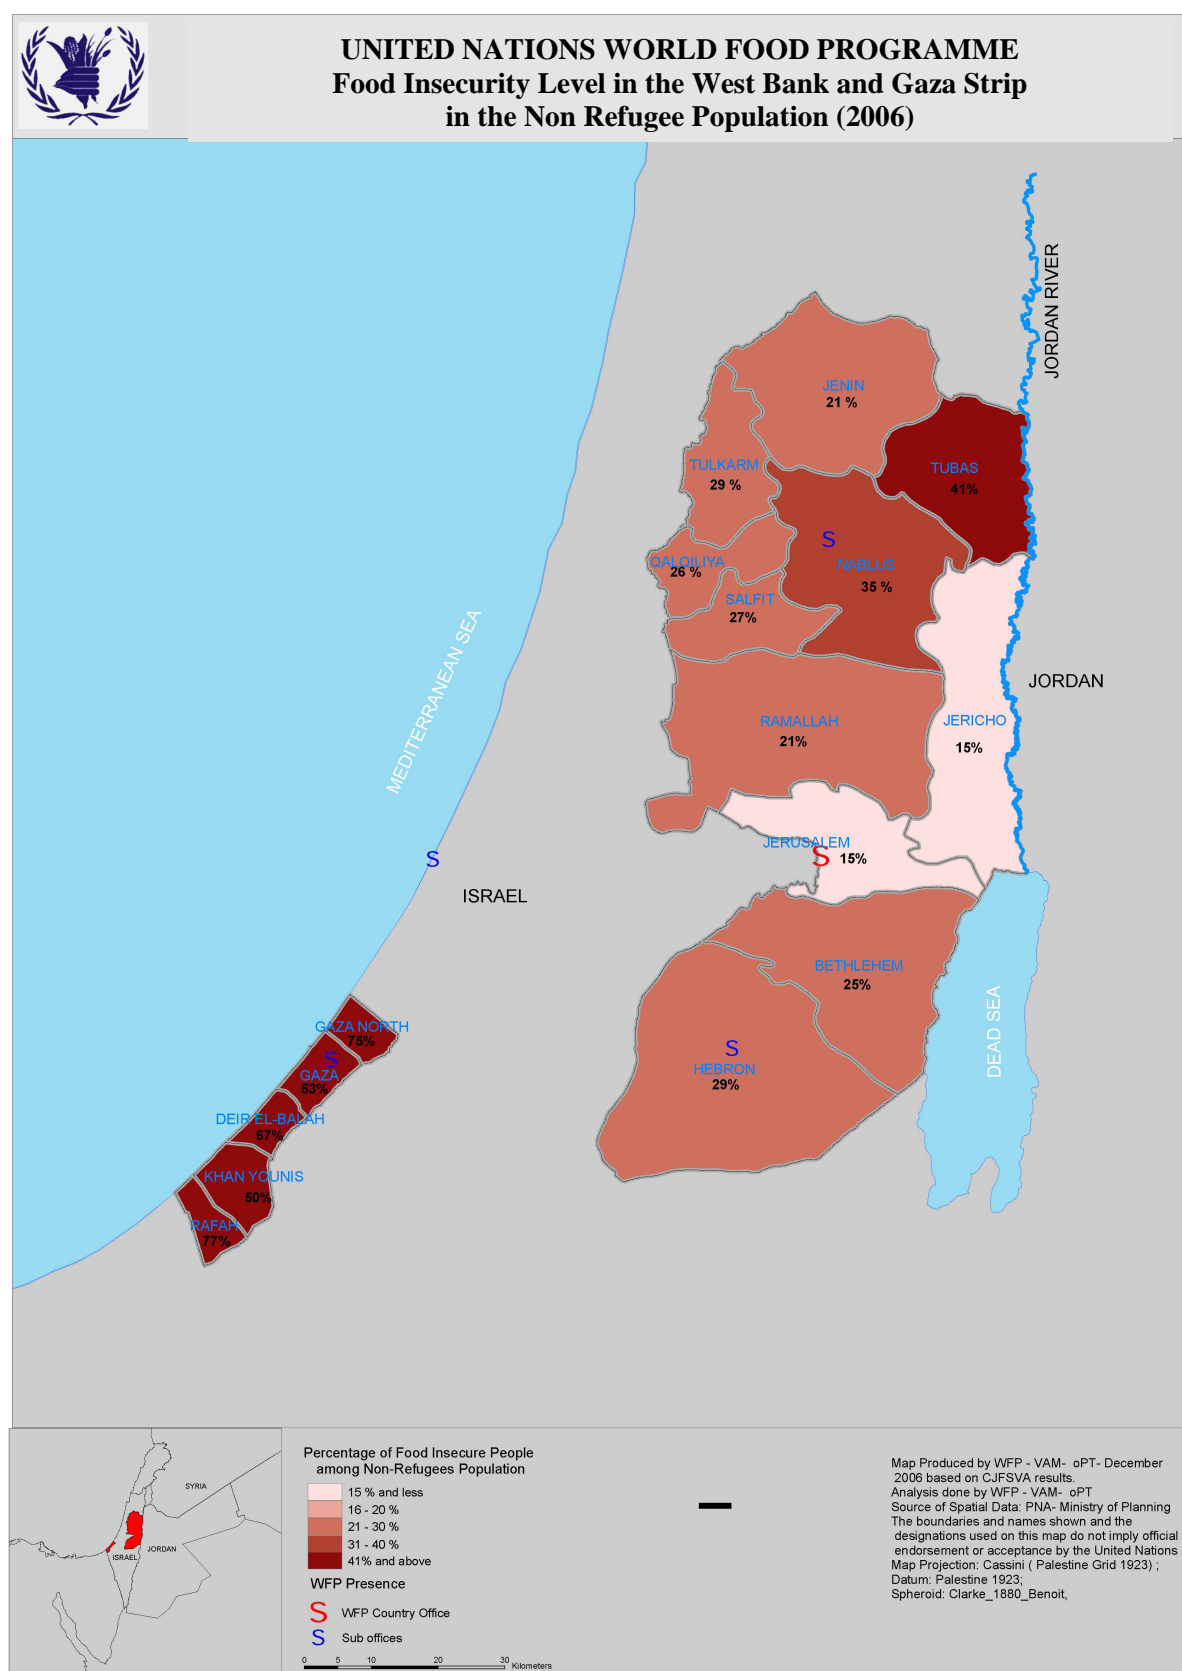 UNITED NATIONS WORLD FOOD PROGRAMME
Food Insecurity Level in the West Bank and Gaza Strip
in the Non Refugee Population (2006)
JORDAN RIVER
JENIN
21 %
TULKARM
29 %
TUBAS
41%
S
QALQILIYA
26 %
NABLUS
35 %
SALFIT
27%
MEDITERRANEAN SEA
JORDAN
RAMALLAH
21%
JERICHO
15%
JERUSALEM
S
15%
S
ISRAEL
BETHLEHEM
25%
DEAD SEA
GAZA NORTH
75%
S
GAZA
53%
S
HEBRON
29%
DEIR EL-BALAH
67%
KHAN YOUNIS
50%
RAFAH
77%
SYRIA
ISRAEL
JORDAN
Percentage of Food Insecure People
among Non-Refugees Population
15 % and less
16 - 20 %
21 - 30 %
31 - 40 %
41% and above
WFP Presence
S WFP Country Office
S Sub offices
0 5 10 20 30
Kilometers
Map Produced by WFP - VAM- oPT- December
2006 based on CJFSVA results.
Analysis done by WFP - VAM- oPT
Source of Spatial Data: PNA- Ministry of Planning
The boundaries and names shown and the
designations used on this map do not imply official
endorsement or acceptance by the United Nations
Map Projection: Cassini ( Palestine Grid 1923) ;
Datum: Palestine 1923;
Spheroid: Clarke_1880_Benoit,